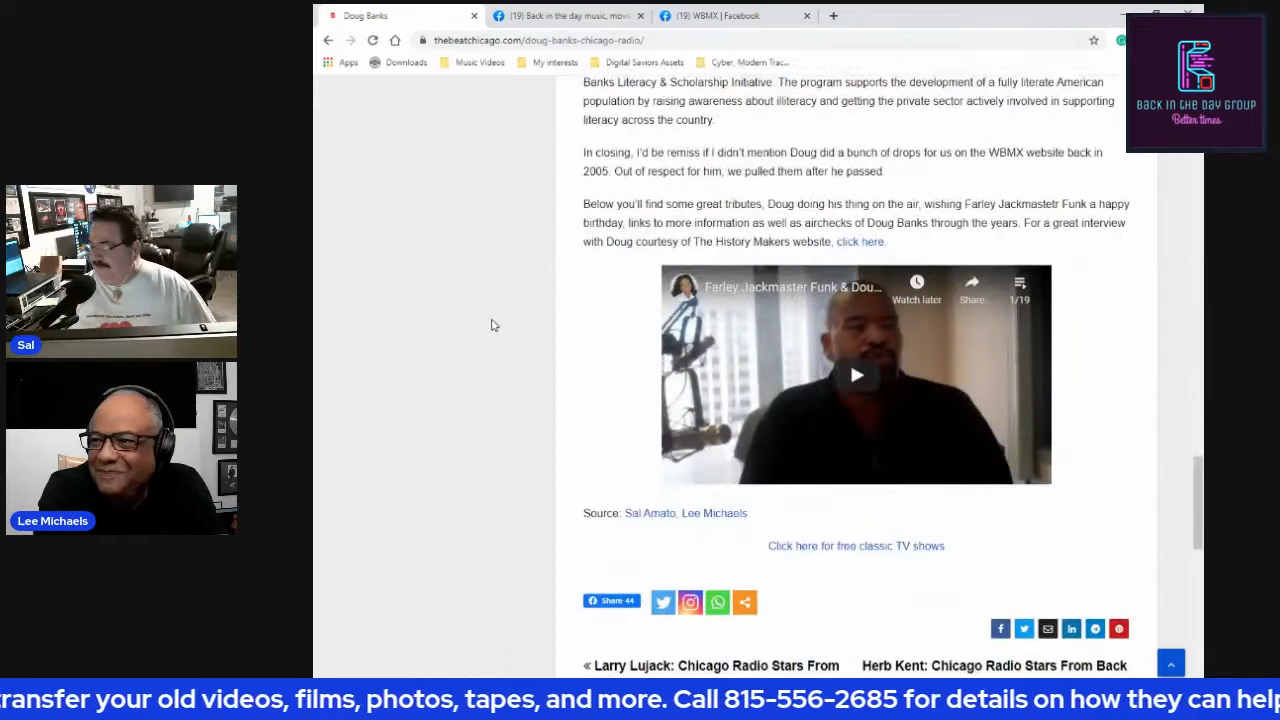 Doug Banks
(19) Back in the day music, movi
(19) WBMX | Facebook
thebeatchicago.com/doug-banks-chicago-radio/
Apps
Downloads
Music Videos
My interests
Digital Saviors Assets
Cyber, Modern Trac...
BACK IN THE DAY GROUP
Better times
Banks Literacy & Scholarship Initiative. The program supports the development of a fully literate American
population by raising awareness about illiteracy and getting the private sector actively involved in supporting
literacy across the country.
In closing, I'd be remiss if I didn't mention Doug did a bunch of drops for us on the WBMX website back in
2005. Out of respect for him, we pulled them after he passed.
Below you'll find some great tributes, Doug doing his thing on the air, wishing Farley Jackmastetr Funk a happy
birthday, links to more information as well as airchecks of Doug Banks through the years. For a great interview
with Doug courtesy of The History Makers website, click here.
Farley Jackmaster Funk & Dou...
Watch later
Share
1/19
Sal
Lee Michaels
Source: Sal Amato, Lee Michaels
Click here for free classic TV shows
Share 44
« Larry Lujack: Chicago Radio Stars From
Herb Kent: Chicago Radio Stars From Back
transfer your old videos, films, photos, tapes, and more. Call 815-556-2685 for details on how they can help